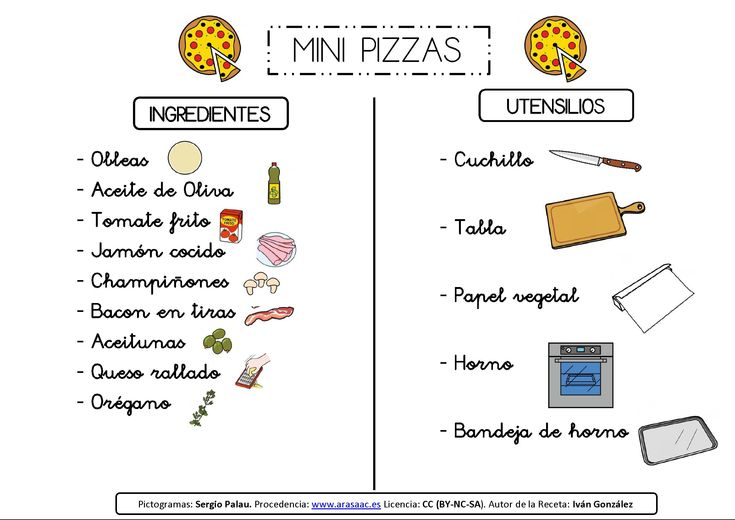 MINI PIZZAS
INGREDIENTES
- Obleas
- Aceite de Oliva
- Tomate frito
TOMATE FRITO
- Jamón cocido
- Champiñones
- Bacon en tiras
- Aceitunas
- Queso rallado
- Orégano
UTENSILIOS
- Cuchillo
- Tabla
- Papel vegetal
- Horno
- Bandeja de horno
Pictogramas: Sergio Palau. Procedencia: www.arasaac.es Licencia: CC (BY-NC-SA). Autor de la Receta: Iván González